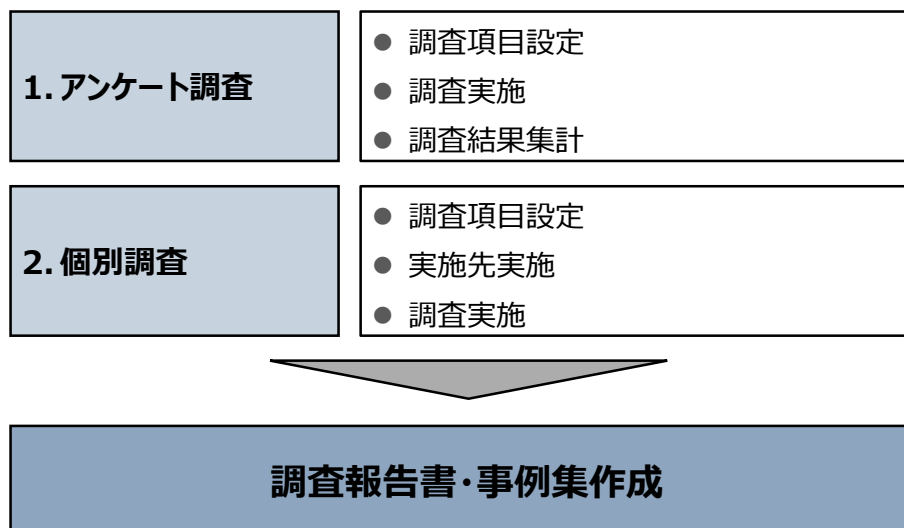 1. アンケート調査
● 調査項目設定
● 調査実施
● 調査結果集計
2. 個別調査
● 調査項目設定
● 実施先実施
● 調査実施
調査報告書・事例集作成